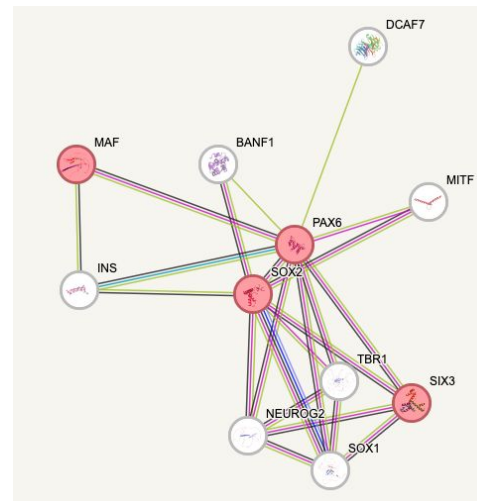 DCAF7
MAF
BANF1
MITF
PAX6
INS
SOX2
TBR1
SIX3
NEUROG2
SOX1